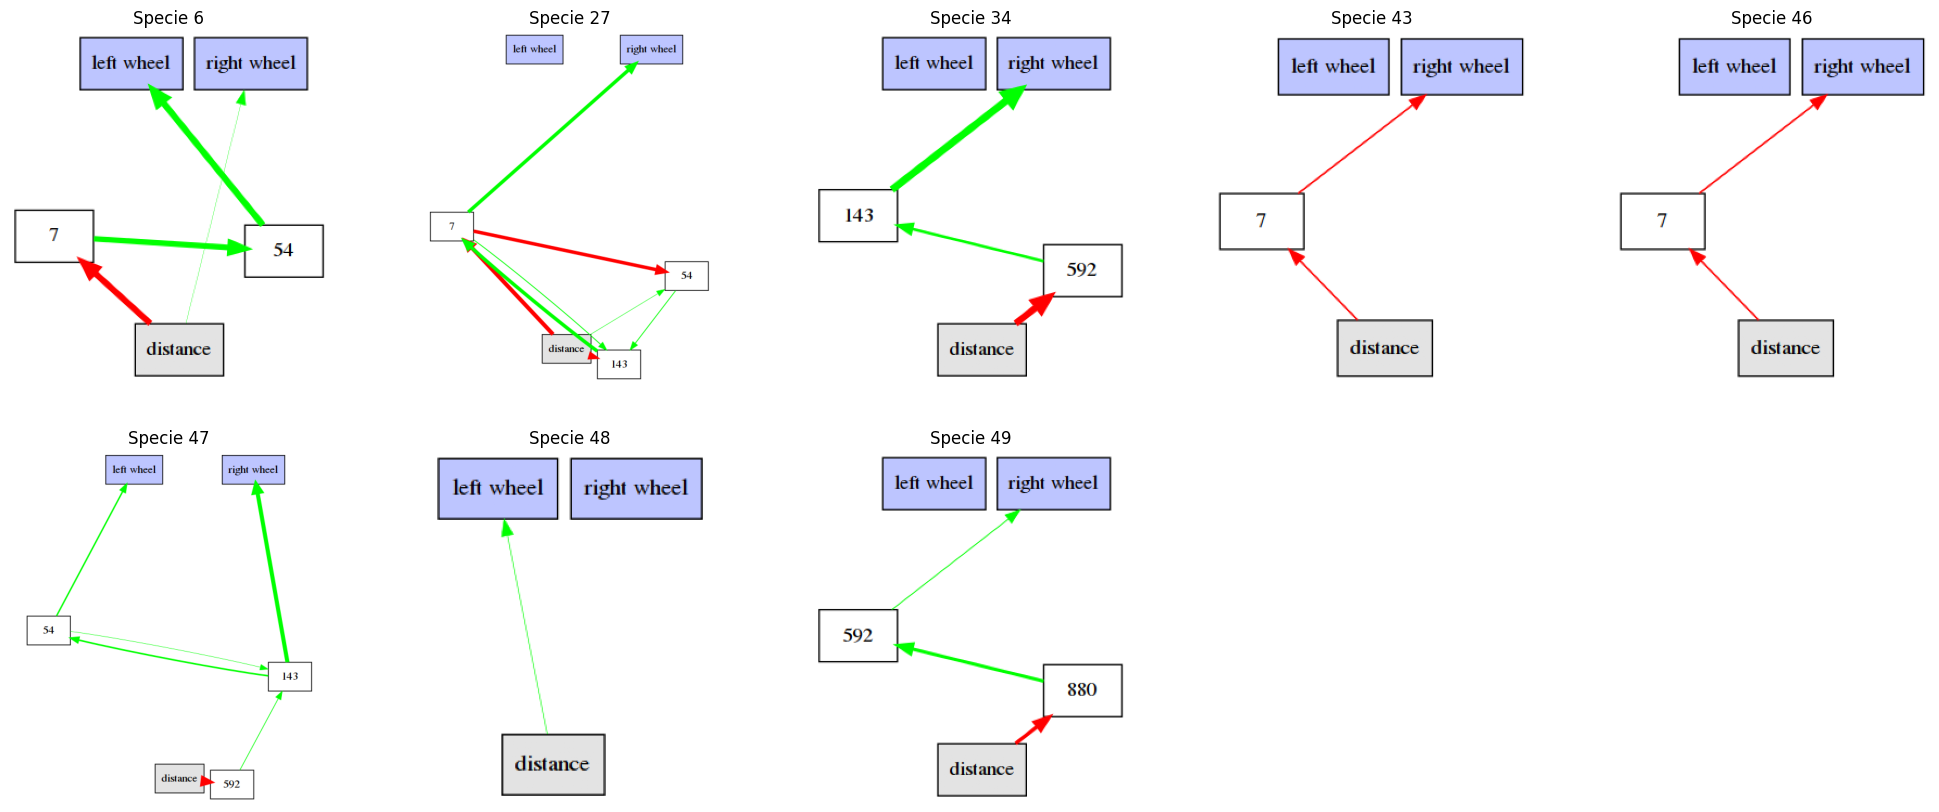 Specie 6
left wheel
right wheel
7
54
distance
Specie 27
left wheel
right wheel
7
54
distance
143
Specie 34
left wheel
right wheel
143
592
distance
Specie 43
left wheel
right wheel
7
distance
Specie 46
left wheel
right wheel
7
distance
Specie 47
left wheel
right wheel
54
143
distance
592
Specie 48
left wheel
right wheel
distance
Specie 49
left wheel
right wheel
592
880
distance